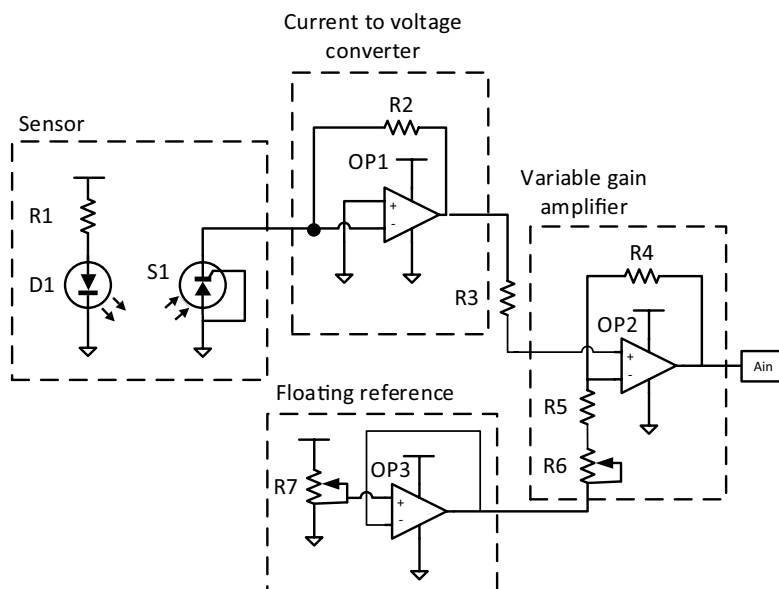 Current to voltage
converter
Sensor
R2
OP1
R1
D1
S1
Variable gain
amplifier
R3
R4
OP2
Ain
R5
R6
Floating reference
R7
OP3
+
-
+
-
+
-